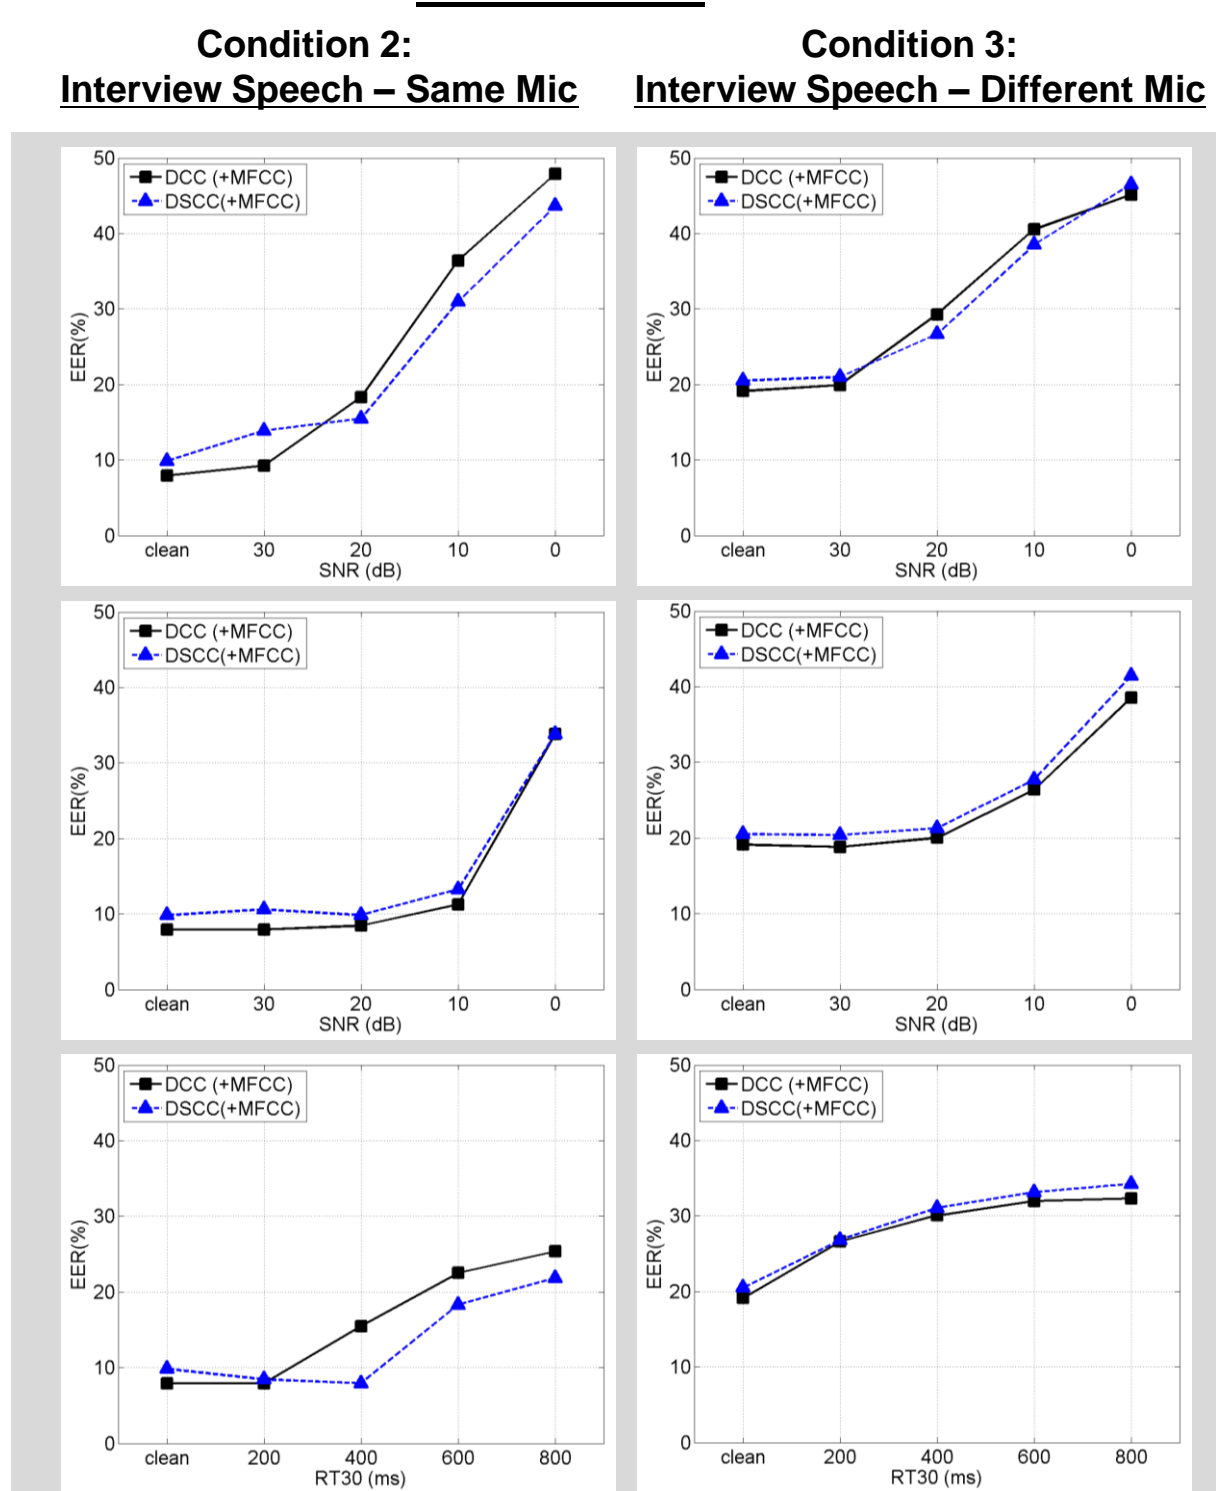 Condition 2:
Interview Speech – Same Mic
Condition 3:
Interview Speech – Different Mic
50
40
30
20
10
0
EER(%)
DCC (+MFCC)
DSCC(+MFCC)
clean 30 20 10 0
SNR (dB)
50
40
30
20
10
0
EER(%)
DCC (+MFCC)
DSCC(+MFCC)
clean 30 20 10 0
SNR (dB)
50
40
30
20
10
0
EER(%)
DCC (+MFCC)
DSCC(+MFCC)
clean 30 20 10 0
SNR (dB)
50
40
30
20
10
0
EER(%)
DCC (+MFCC)
DSCC(+MFCC)
clean 30 20 10 0
SNR (dB)
50
40
30
20
10
0
EER(%)
DCC (+MFCC)
DSCC(+MFCC)
clean 200 400 600 800
RT30 (ms)
50
40
30
20
10
0
EER(%)
DCC (+MFCC)
DSCC(+MFCC)
clean 200 400 600 800
RT30 (ms)